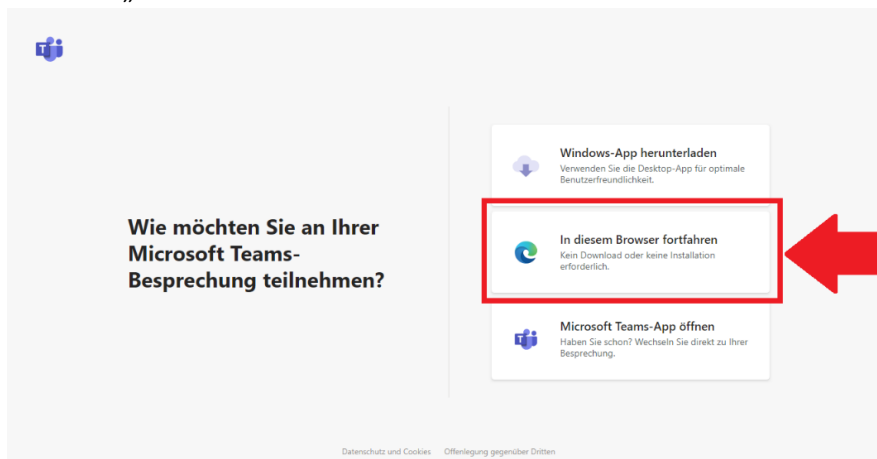 „
Windows-App herunterladen
Verwenden Sie die Desktop-App für optimale
Benutzerfreundlichkeit.
Wie möchten Sie an Ihrer
Microsoft Teams-
Besprechung teilnehmen?
In diesem Browser fortfahren
Kein Download oder keine Installation
erforderlich.
Microsoft Teams-App öffnen
Haben Sie schon? Wechseln Sie direkt zu Ihrer
Besprechung.
Datenschutz und Cookies Offenlegung gegenüber Dritten